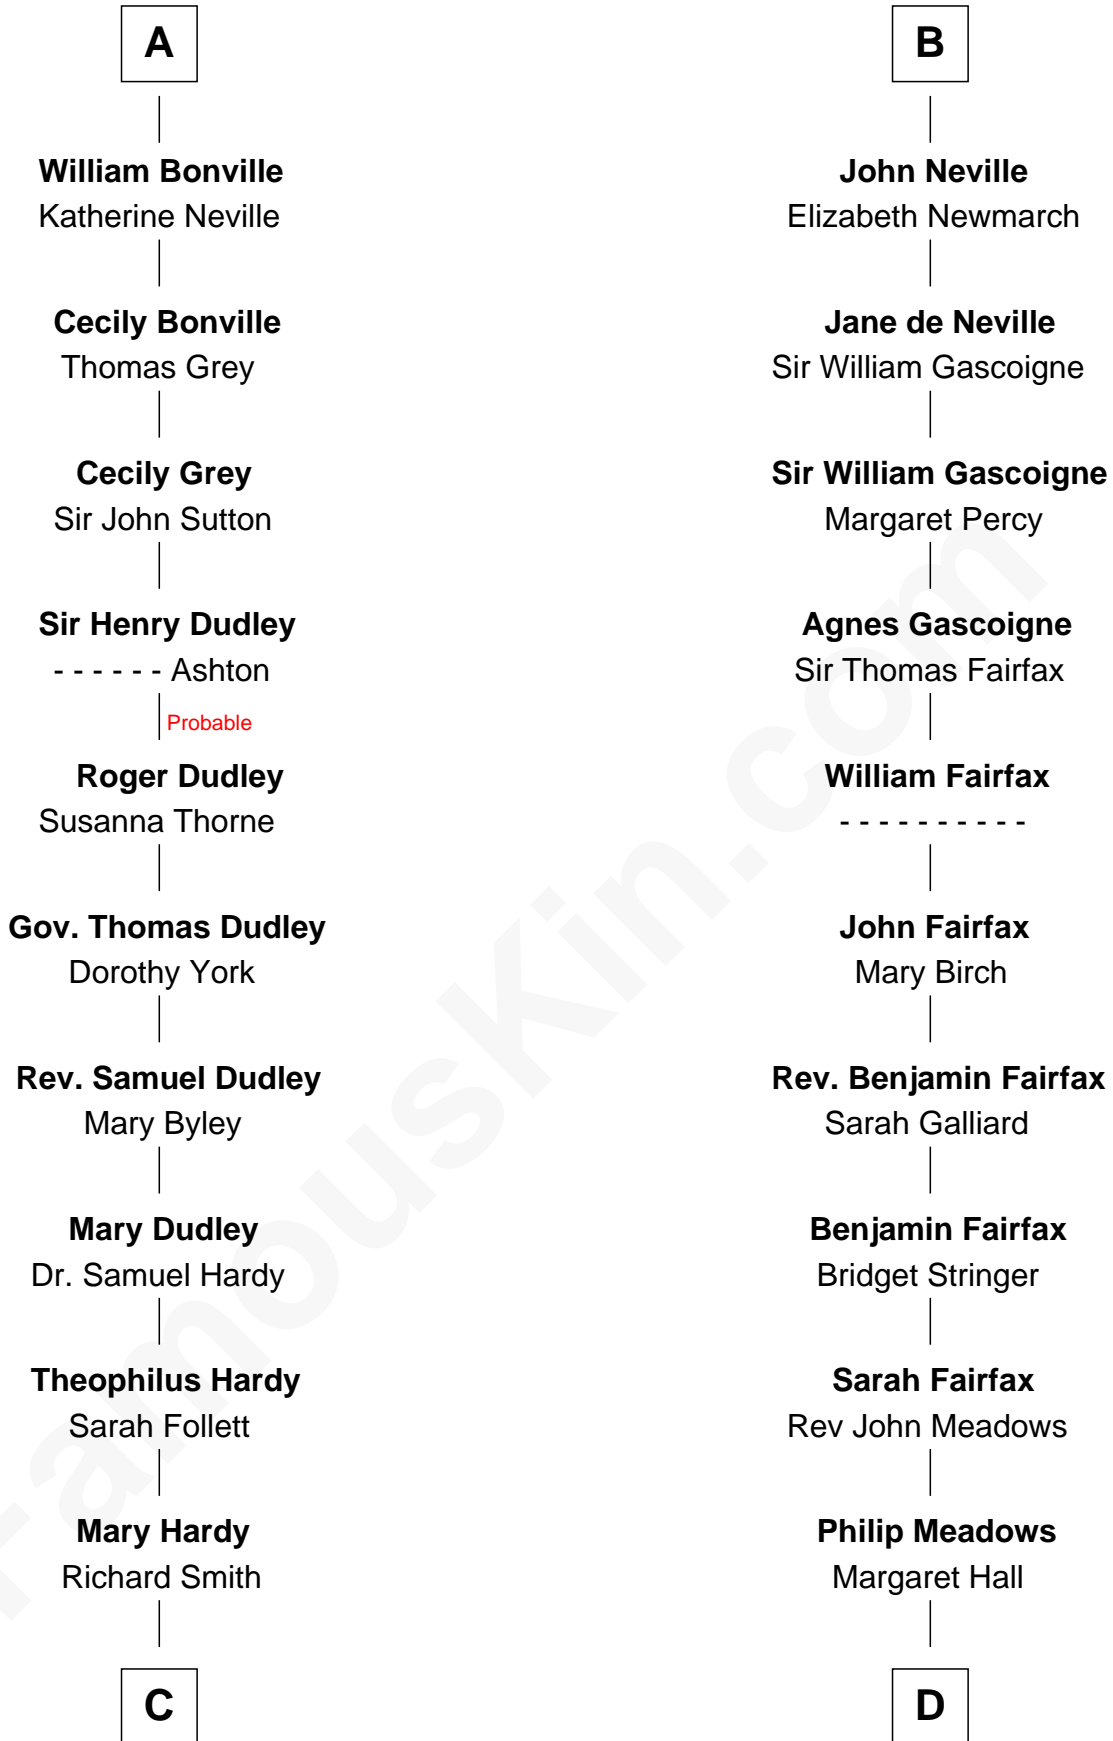 A
William Bonville
Katherine Neville
Cecily Bonville
Thomas Grey
Cecily Grey
Sir John Sutton
Sir Henry Dudley
- - - - - - Ashton
Probable
Roger Dudley
Susanna Thorne
Gov. Thomas Dudley
Dorothy York
Rev. Samuel Dudley
Mary Byley
Mary Dudley
Dr. Samuel Hardy
Theophilus Hardy
Sarah Follett
Mary Hardy
Richard Smith
C
B
John Neville
Elizabeth Newmarch
Jane de Neville
Sir William Gascoigne
Sir William Gascoigne
Margaret Percy
Agnes Gascoigne
Sir Thomas Fairfax
William Fairfax
- - - - - - - - - -
John Fairfax
Mary Birch
Rev. Benjamin Fairfax
Sarah Galliard
Benjamin Fairfax
Bridget Stringer
Sarah Fairfax
Rev John Meadows
Philip Meadows
Margaret Hall
D
FamousKin.com